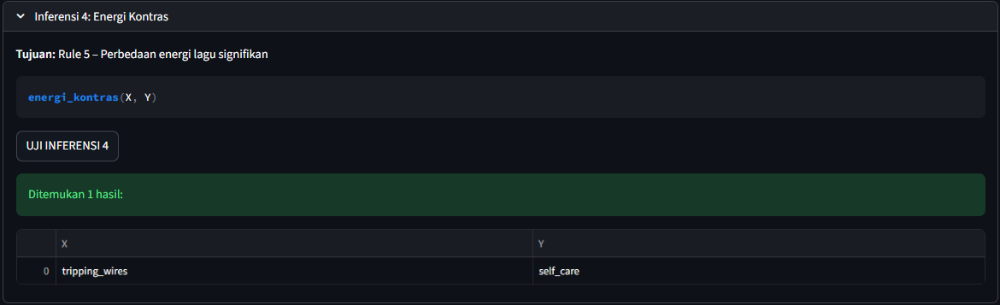 Inferensi 4: Energi Kontras
Tujuan: Rule 5 – Perbedaan energi lagu signifikan
energi_kontras(X, Y)
UJI INFERENSI 4
Ditemukan 1 hasil:
X Y
0 tripping_wires self_care